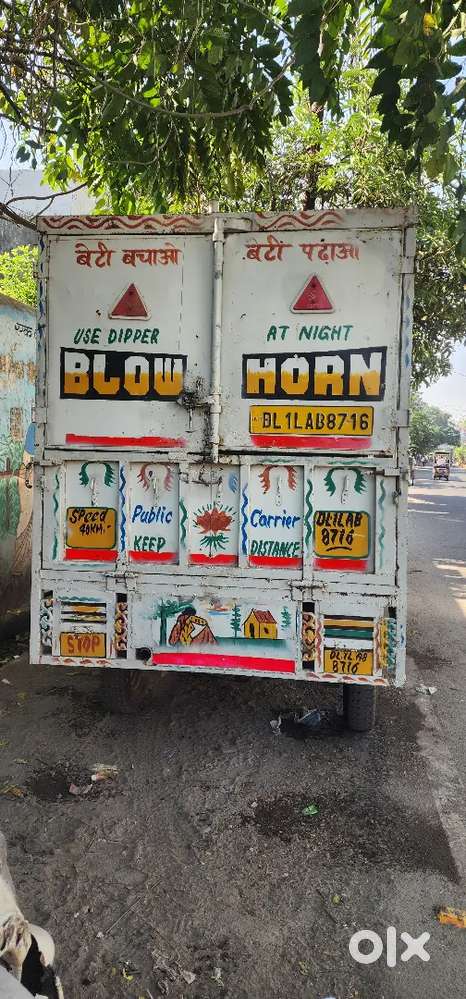 बेटी बचाओ बेटी पढाओ
USE DIPPER AT NIGHT
BLOW HORN
DL1LAB8716
Speed Public Carrier DL1LAB
40KM KEEP DISTANCE 8716
STOP DL1LAB
8716
olx